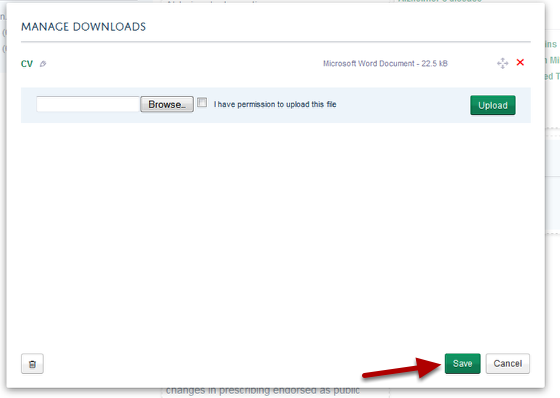 MANAGE DOWNLOADS
CV
Microsoft Word Document - 22.5 kB
Browse..
I have permission to upload this file
Upload
Save
Cancel
changes in prescribing endorsed as public